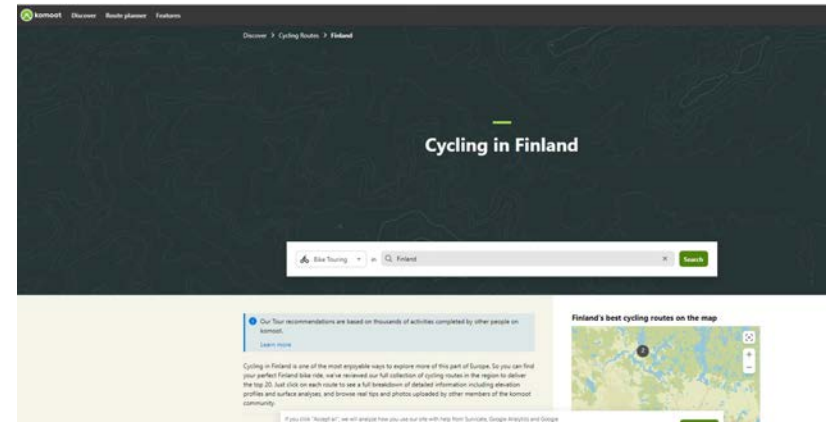 komoot Discover Route planner Features
Discover > Cycling Routes > Finland
Cycling in Finland
Bike Touring in Finland × Search
Our Tour recommendations are based on thousands of activities completed by other people on
komoot.
Learn more
Cycling in Finland is one of the most enjoyable ways to explore more of this part of Europe. So you can find
your perfect Finland bike ride, we've reviewed our full collection of cycling routes in the region to deliver
the top 20. Just click on each route to see a full breakdown of detailed information including elevation
profiles and surface analyses, and browse real tips and photos uploaded by other members of the komoot
community.
Finland's best cycling routes on the map
2
+
−
If you click "Accept all", we will analyze how you use our site with help from Survicate, Google Analytics and Google